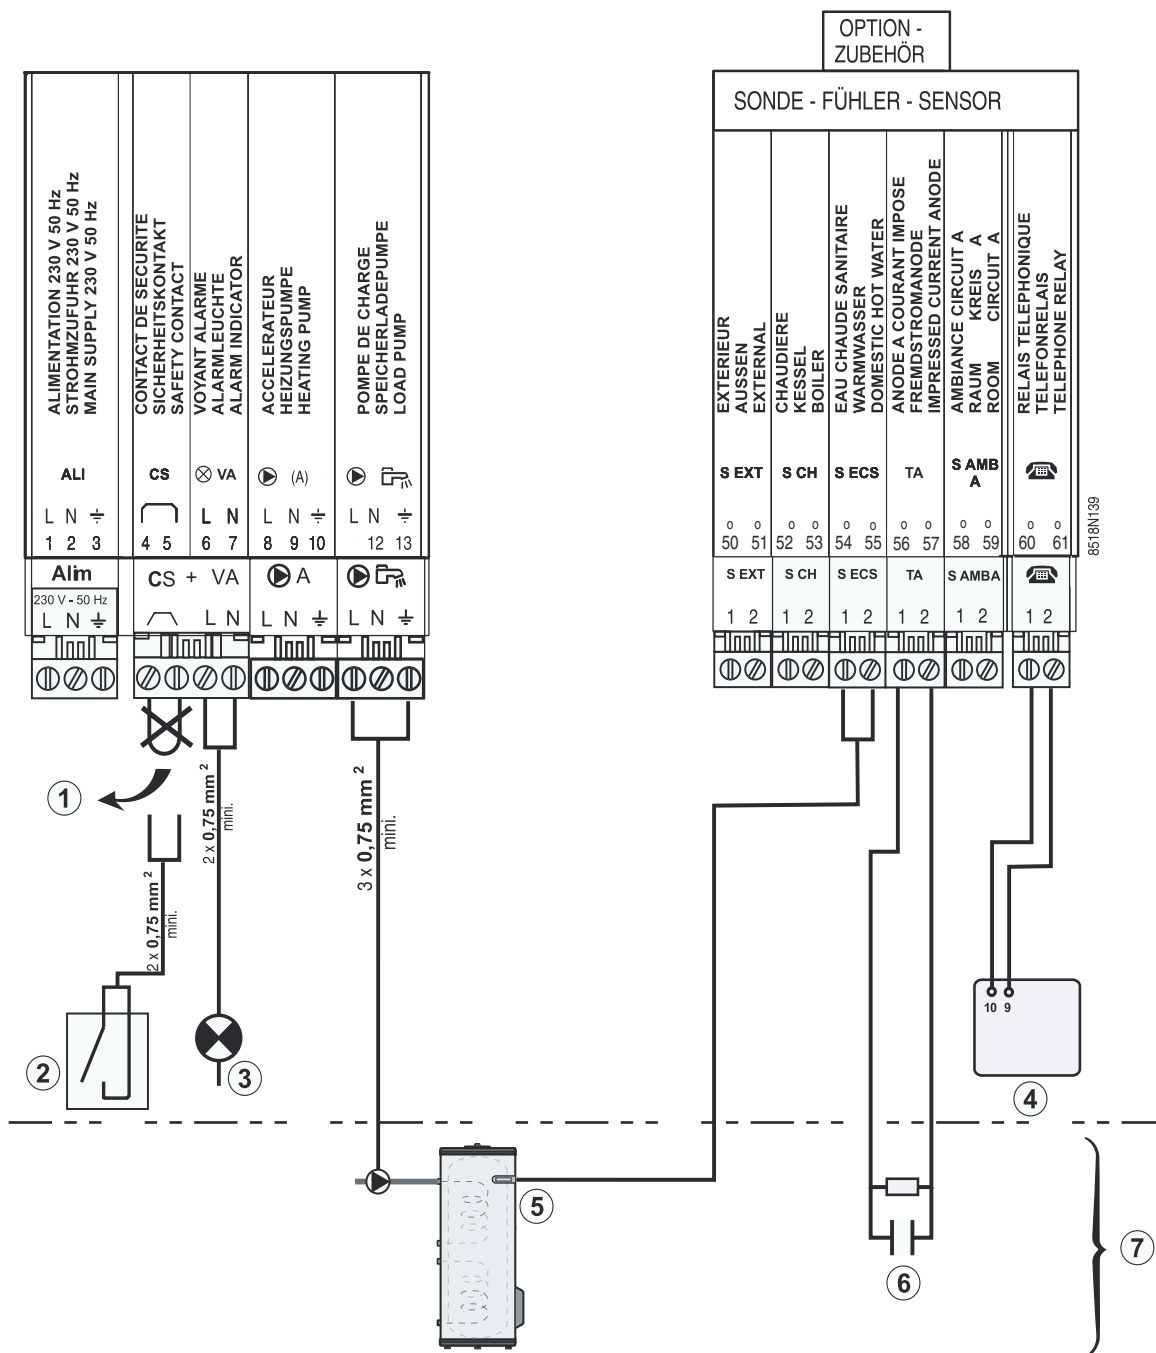 OPTION -
ZUBEHÖR
SONDE - FÜHLER - SENSOR
ALIMENTATION 230 V 50 Hz
STROHMZUFUHR 230 V 50 Hz
MAIN SUPPLY 230 V 50 Hz
CONTACT DE SECURITE
SICHERHEITSKONTAKT
SAFETY CONTACT
VOYANT ALARME
ALARMLEUCHTE
ALARM INDICATOR
ACCELERATEUR
HEIZUNGSPUMPE
HEATING PUMP
POMPE DE CHARGE
SPEICHERLADEPUMPE
LOAD PUMP
ALI
CS
VA
(A)
L N
L N
L N
L N
1 2 3
4 5
6 7
8 9 10
12 13
Alim
CS + VA
A
230 V - 50 Hz
L N
L N
L N
L N
EXTERIEUR
AUSSEN
EXTERNAL
CHAUDIERE
KESSEL
BOILER
EAU CHAUDE SANITAIRE
WARMWASSER
DOMESTIC HOT WATER
ANODE A COURANT IMPOSE
FREMDSTROMANODE
IMPRESSED CURRENT ANODE
AMBIANCE CIRCUIT A
RAUM KREIS A
ROOM CIRCUIT A
RELAIS TELEPHONIQUE
TELEFONRELAIS
TELEPHONE RELAY
S EXT
S CH
S ECS
TA
S AMB
A
50 51
52 53
54 55
56 57
58 59
60 61
8518N139
S EXT
S CH
S ECS
TA
S AMBA
1 2
1 2
1 2
1 2
1 2
1 2
1
2 x 0,75 mm 2
mini.
2 x 0,75 mm 2
mini.
3 x 0,75 mm 2
mini.
2
3
10 9
4
5
6
7